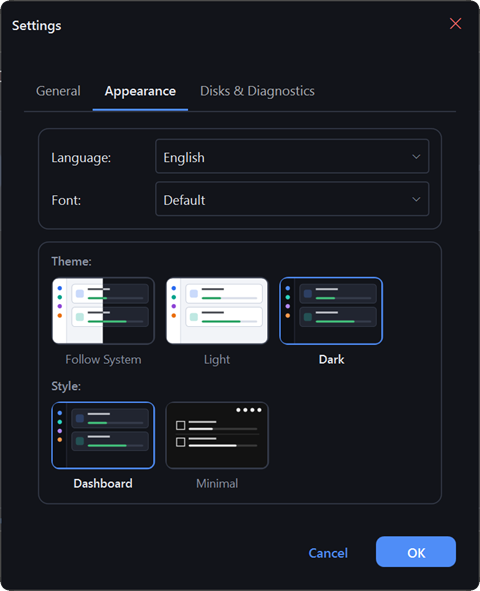 Settings
General Appearance Disks & Diagnostics
Language: English
Font: Default
Theme:
Follow System Light Dark
Style:
Dashboard Minimal
Cancel OK